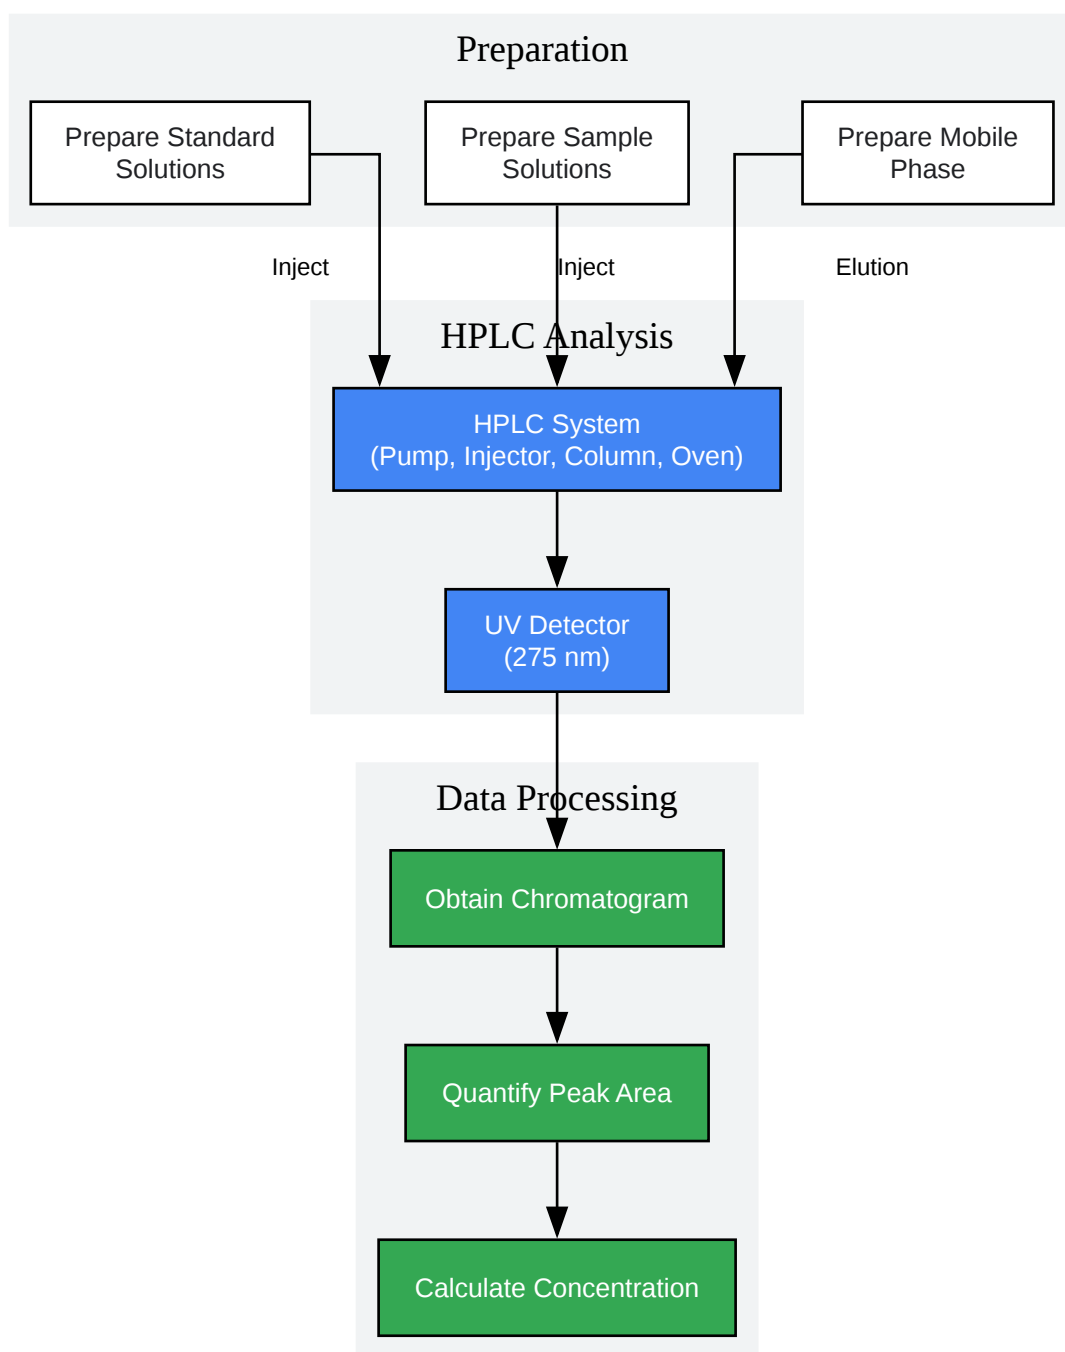 Preparation
Prepare Standard
Solutions
Prepare Sample
Solutions
Prepare Mobile
Phase
Inject
Inject
Elution
HPLC Analysis
HPLC System
(Pump, Injector, Column, Oven)
UV Detector
(275 nm)
Data Processing
Obtain Chromatogram
Quantify Peak Area
Calculate Concentration